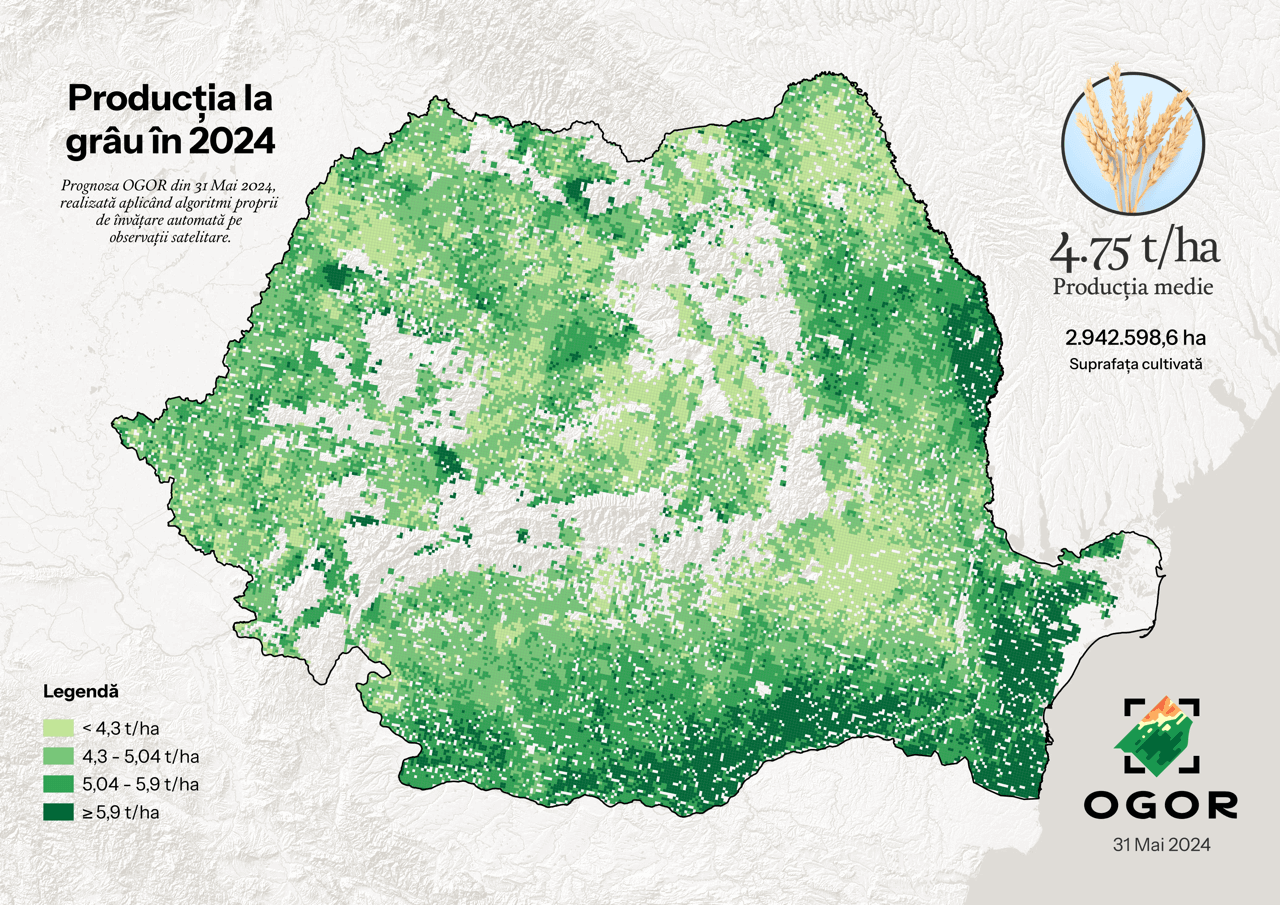 Producția la
grâu în 2024
Prognoza OGOR din 31 Mai 2024,
realizată aplicând algoritmi proprii
de învățare automată pe
observații satelitare.
4.75 t/ha
Producția medie
2.942.598,6 ha
Suprafața cultivată
Legendă
< 4,3 t/ha
4,3 - 5,04 t/ha
5,04 - 5,9 t/ha
≥ 5,9 t/ha
OGOR
31 Mai 2024